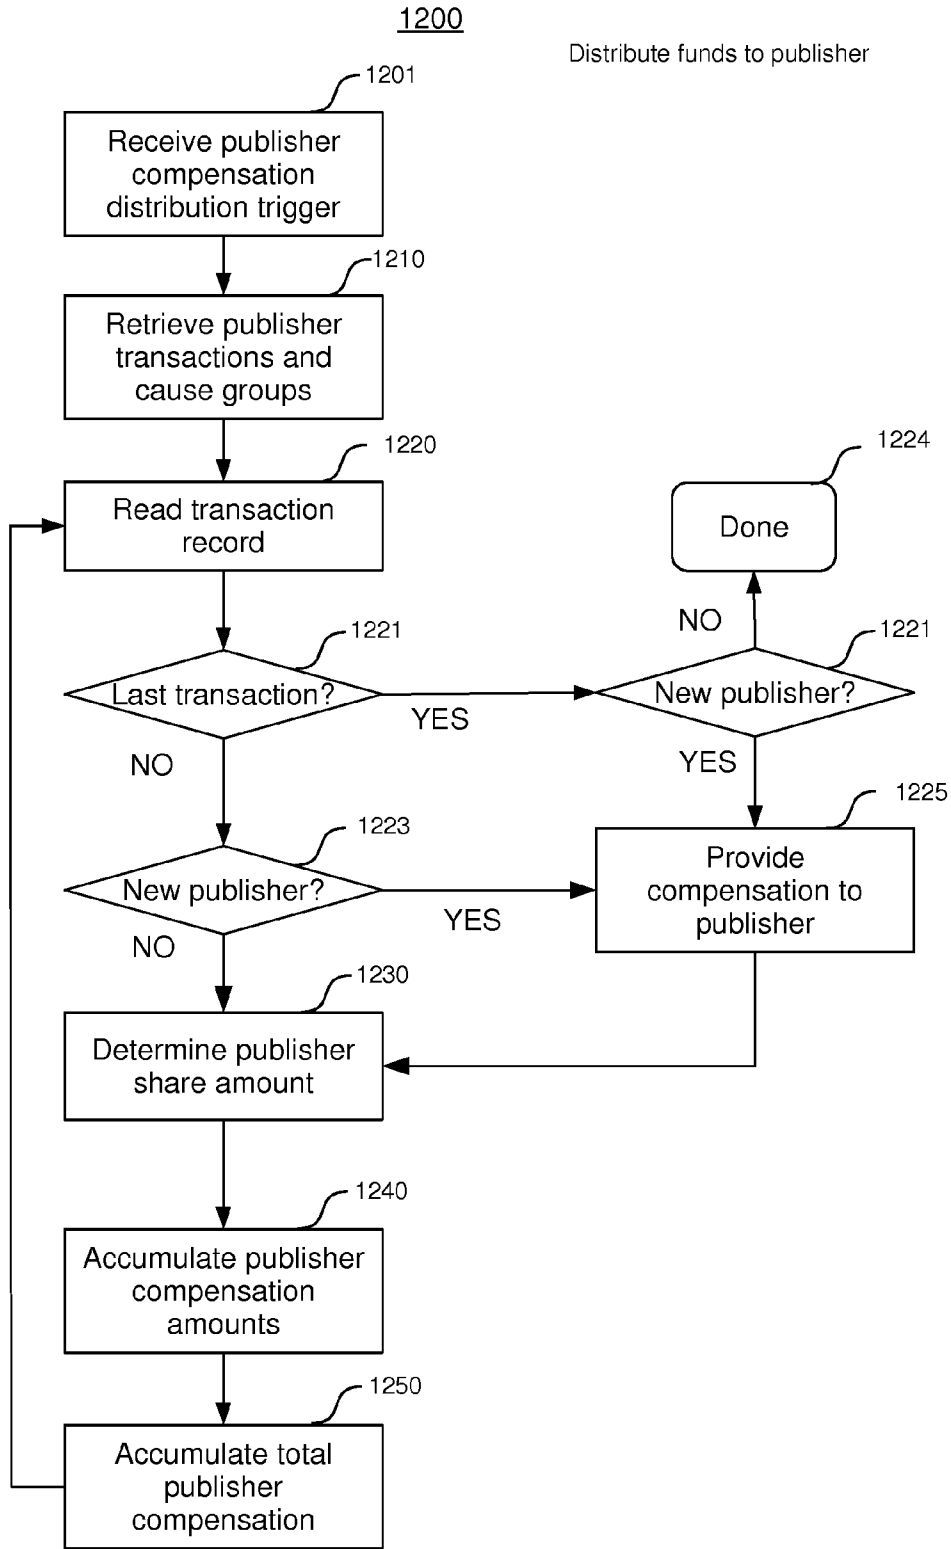 1200
Distribute funds to publisher
1201
Receive publisher
compensation
distribution trigger
1210
Retrieve publisher
transactions and
cause groups
1220
Read transaction
record
1224
Done
NO
1221
Last transaction?
YES
1221
New publisher?
NO
YES
1223
New publisher?
YES
1225
Provide
compensation to
publisher
NO
1230
Determine publisher
share amount
1240
Accumulate publisher
compensation
amounts
1250
Accumulate total
publisher
compensation